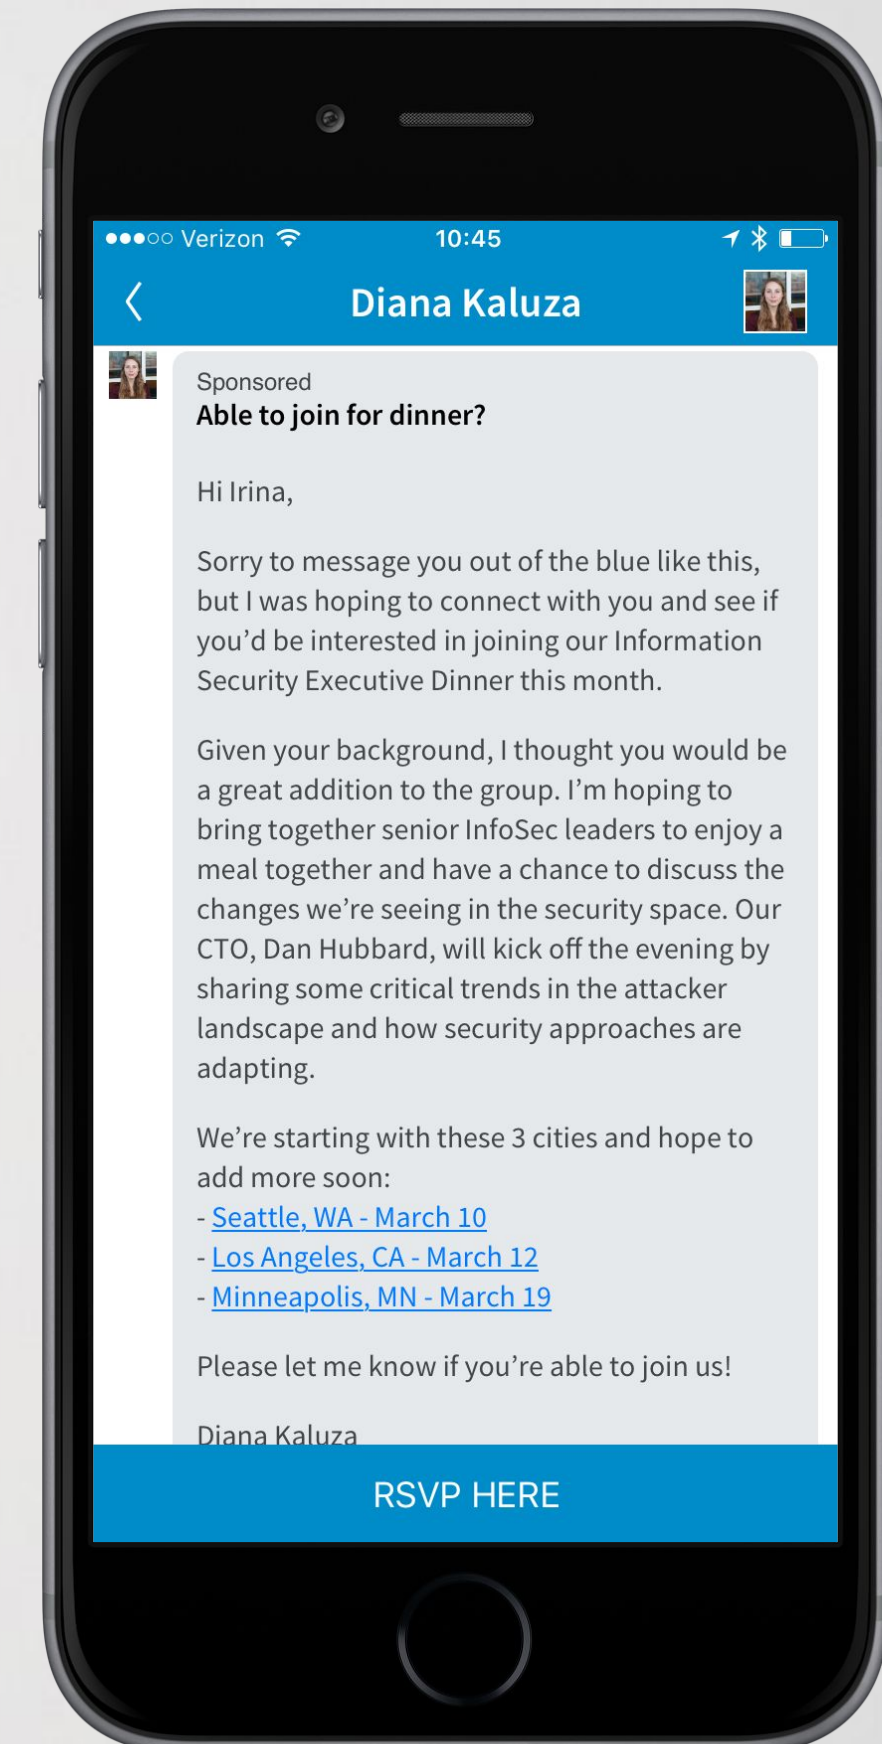 Verizon 10:45
Diana Kaluza
Sponsored
Able to join for dinner?
Hi Irina,
Sorry to message you out of the blue like this,
but I was hoping to connect with you and see if
you’d be interested in joining our Information
Security Executive Dinner this month.
Given your background, I thought you would be
a great addition to the group. I’m hoping to
bring together senior InfoSec leaders to enjoy a
meal together and have a chance to discuss the
changes we’re seeing in the security space. Our
CTO, Dan Hubbard, will kick off the evening by
sharing some critical trends in the attacker
landscape and how security approaches are
adapting.
We’re starting with these 3 cities and hope to
add more soon:
- Seattle, WA - March 10
- Los Angeles, CA - March 12
- Minneapolis, MN - March 19
Please let me know if you’re able to join us!
Diana Kaluza
RSVP HERE